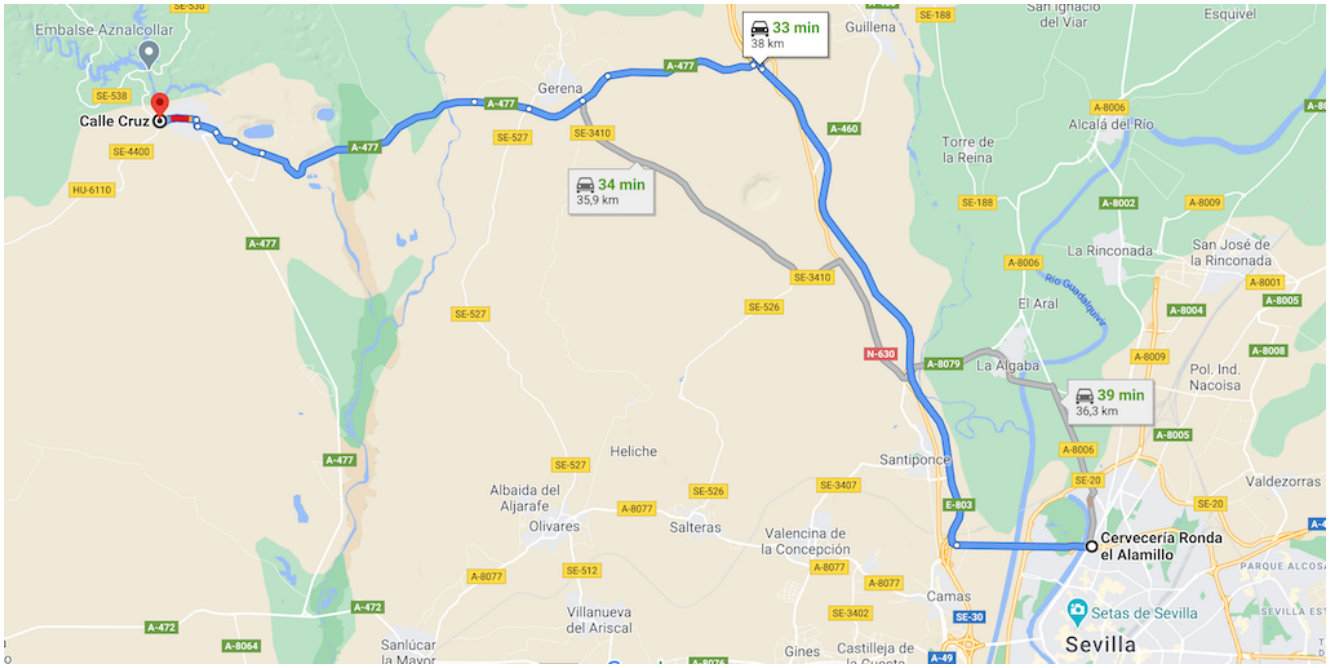 SE-530
Embalse Aznalcollar
SE-538
Calle Cruz
SE-4400
HU-6110
A-477
A-477
A-477
Gerena
SE-527
SE-3410
34 min
35,9 km
A-477
33 min
38 km
SE-188
Guillena
San Ignacio
del Viar
Esquivel
A-460
Torre de
la Reina
SE-188
A-8006
Alcalá del Río
A-8002
A-8009
La Rinconada
San José de
la Rinconada
A-8001
A-8005
A-8004
A-8006
Río Guadalquivir
El Aral
A-8009
A-8008
Pol. Ind.
Nacoisa
SE-3410
SE-526
SE-527
N-630
A-8079
La Algaba
39 min
36,3 km
A-8005
A-8006
SE-20
Valdezorras
SE-20
Santiponce
E-803
Cervecería Ronda
el Alamillo
PARQUE ALCOSA
Setas de Sevilla
SEVILLA EST
Sevilla
Heliche
SE-527
A-477
Albaida del
Aljarafe
Olivares
A-8077
SE-526
Salteras
SE-3407
Valencina de
la Concepción
A-8077
A-8077
A-8077
SE-512
Villanueva
del Ariscal
SE-3402
Camas
SE-30
A-472
A-472
A-8064
Sanlúcar
la Mayor
Gines
Castilleja de
la Cuesta
A-8076
A-49